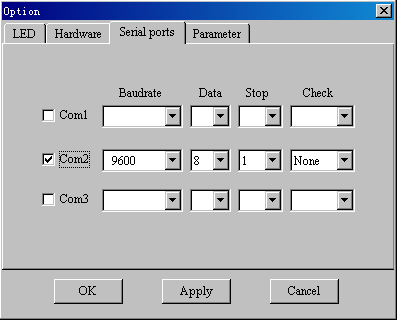 Option
LED Hardware Serial ports Parameter
Baudrate Data Stop Check
Com1
Com2 9600 8 1 None
Com3
OK Apply Cancel